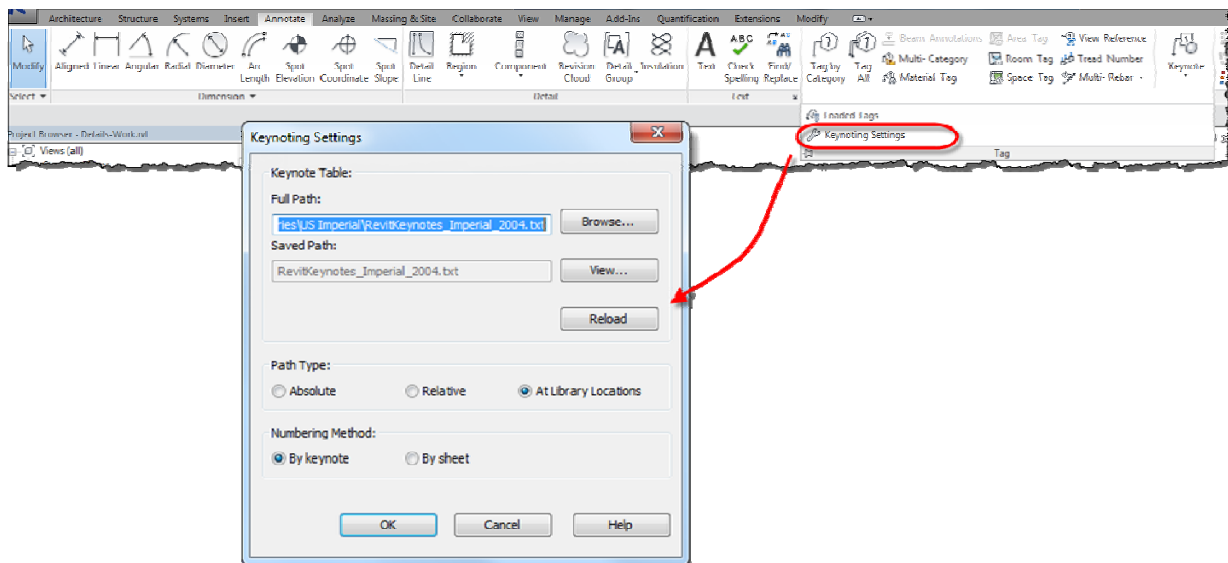 Architecture Structure Systems Insert Annotate Analyze Massing & Site Collaborate View Manage Add-Ins Quantification Extensions Modify
Modify Aligned Linear Angular Radial Diameter Arc Length Spot Elevation Spot Coordinate Spot Slope Detail Line Region Component Revision Cloud Detail Group Insulation Text Check Spelling Find/ Replace Tag by Category Tag All Beam Annotations Area Tag View Reference Keynote
Multi-Category Room Tag Tread Number
Material Tag Space Tag Multi-Rebar
Select Dimension Detail Text
Loaded Tags
Keynoting Settings
Tag
Project Browser - Details-Work.rvt
Views (all)
Keynoting Settings
Keynote Table:
Full Path:
ries\US Imperial\RevitKeynotes_Imperial_2004.txt Browse...
Saved Path:
RevitKeynotes_Imperial_2004.txt View...
Reload
Path Type:
Absolute Relative At Library Locations
Numbering Method:
By keynote By sheet
OK Cancel Help